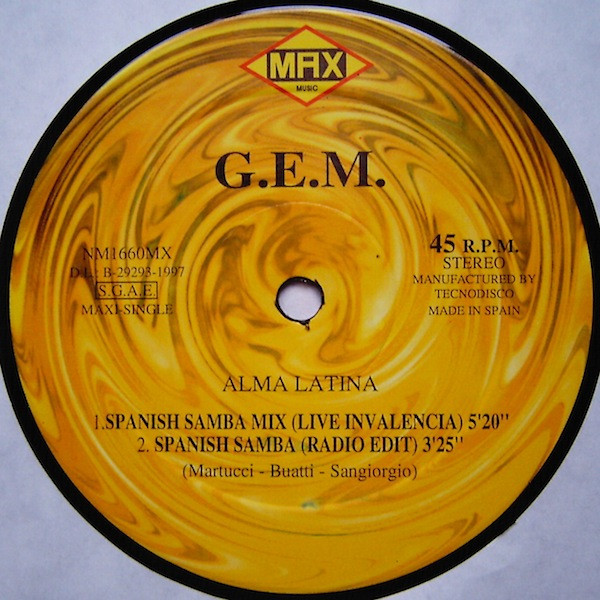 MAX
MUSIC
G.E.M.
NM1660MX
D.L.: B-29293-1997
S.G.A.E.
MAXI-SINGLE
45 R.P.M.
STEREO
MANUFACTURED BY
TECNODISCO
MADE IN SPAIN
ALMA LATINA
1.SPANISH SAMBA MIX (LIVE INVALENCIA) 5'20"
2. SPANISH SAMBA (RADIO EDIT) 3'25"
(Martucci - Buatti - Sangiorgio)